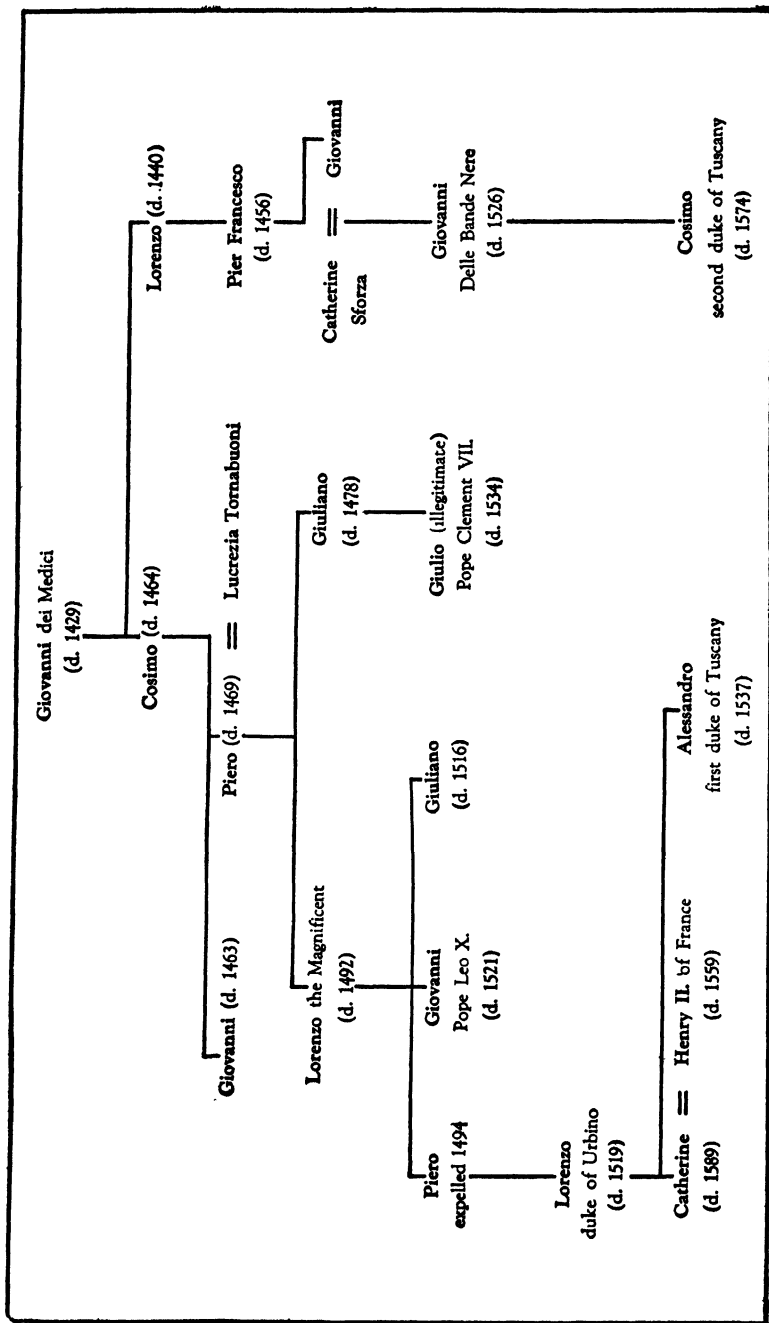 Giovanni dei Medici
(d. 1429)
Cosimo (d. 1464)
Lorenzo (d. 1440)
Giovanni (d. 1463)
Piero (d. 1469) = Lucrezia Tornabuoni
Pier Francesco
(d. 1456)
Lorenzo the Magnificent
(d. 1492)
Giuliano
(d. 1478)
Catherine = Giovanni
Sforza
Piero
expelled 1494
Giovanni
Pope Leo X.
(d. 1521)
Giuliano
(d. 1516)
Giulio (illegitimate)
Pope Clement VII.
(d. 1534)
Giovanni
Delle Bande Nere
(d. 1526)
Lorenzo
duke of Urbino
(d. 1519)
Catherine = Henry II. of France
(d. 1589)
(d. 1559)
Alessandro
first duke of Tuscany
(d. 1537)
Cosimo
second duke of Tuscany
(d. 1574)